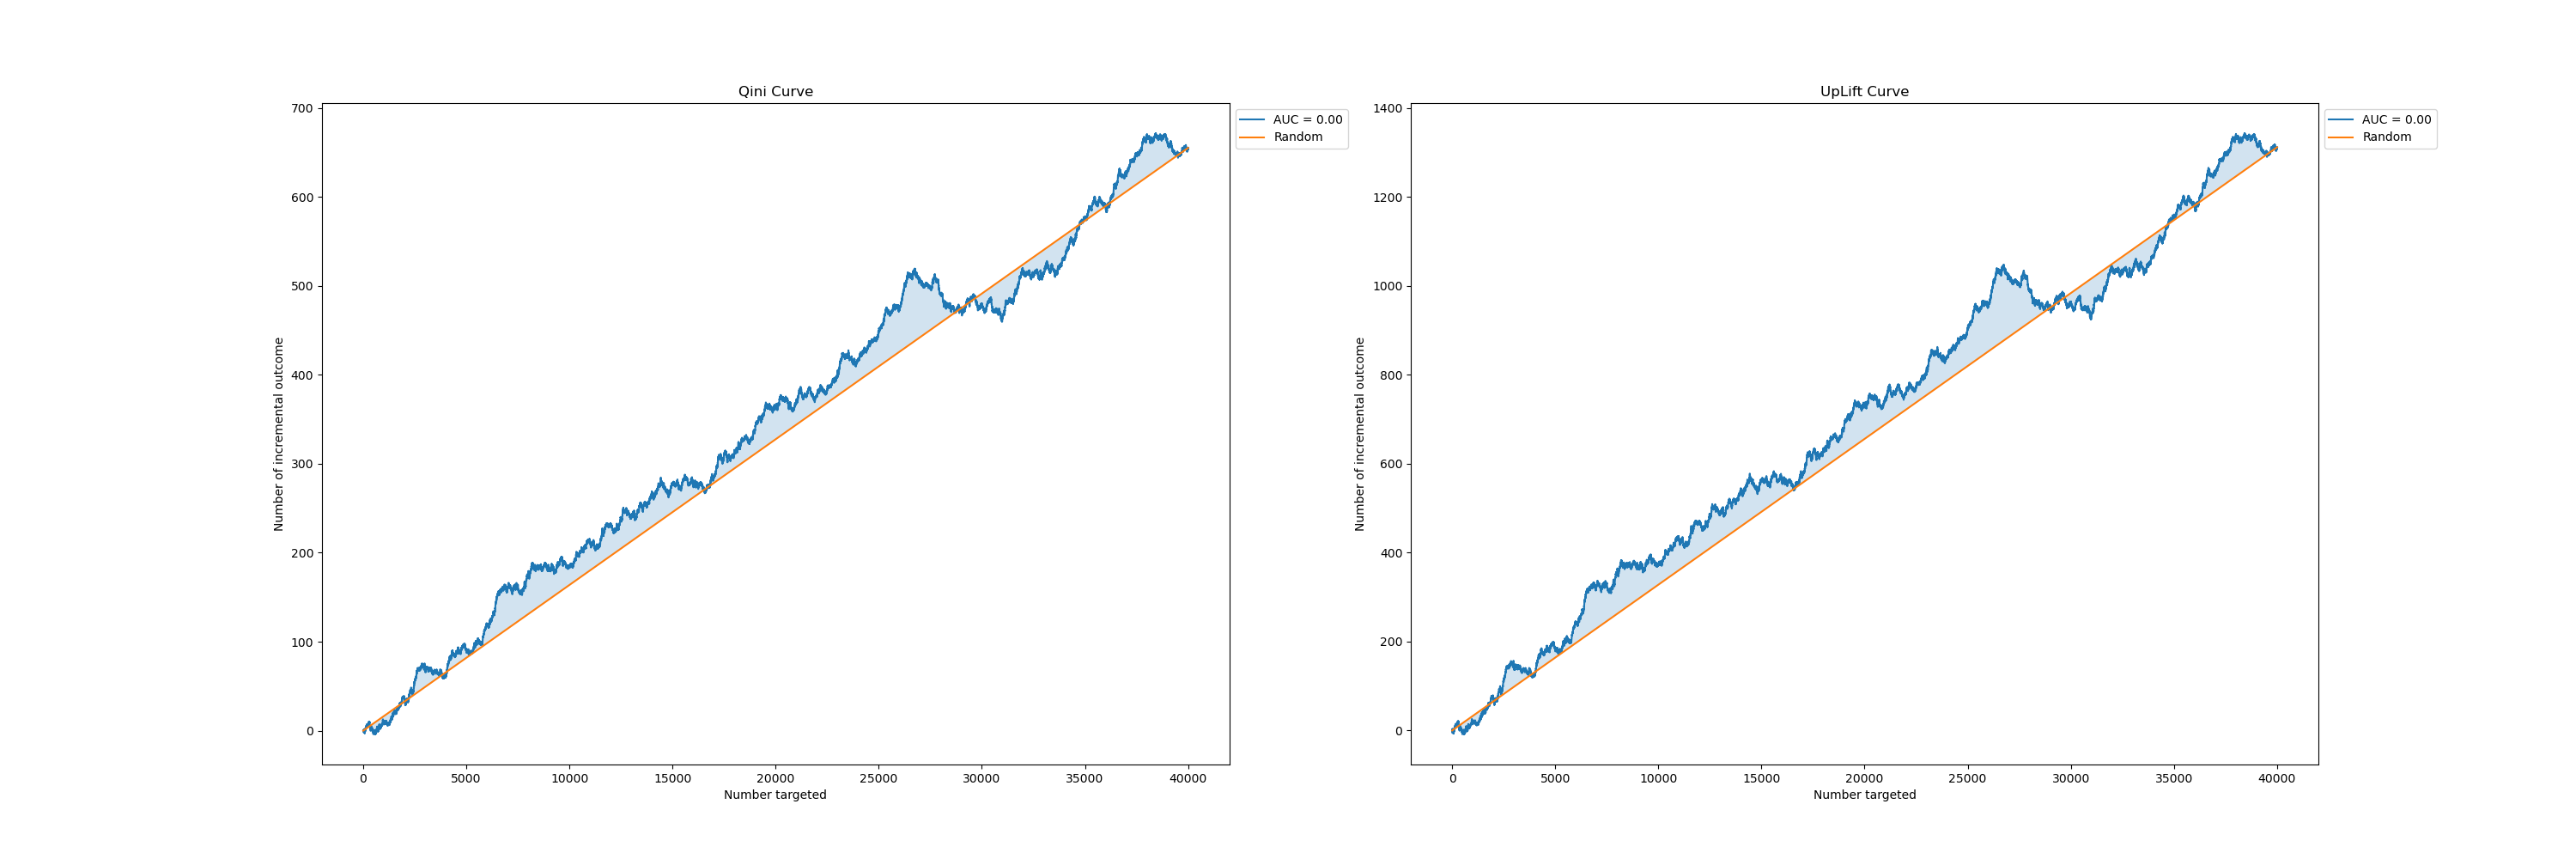 Qini Curve
700
600
500
400
300
200
100
0
Number of incremental outcome
0 5000 10000 15000 20000 25000 30000 35000 40000
Number targeted
AUC = 0.00
Random
UpLift Curve
1400
1200
1000
800
600
400
200
0
Number of incremental outcome
0 5000 10000 15000 20000 25000 30000 35000 40000
Number targeted
AUC = 0.00
Random